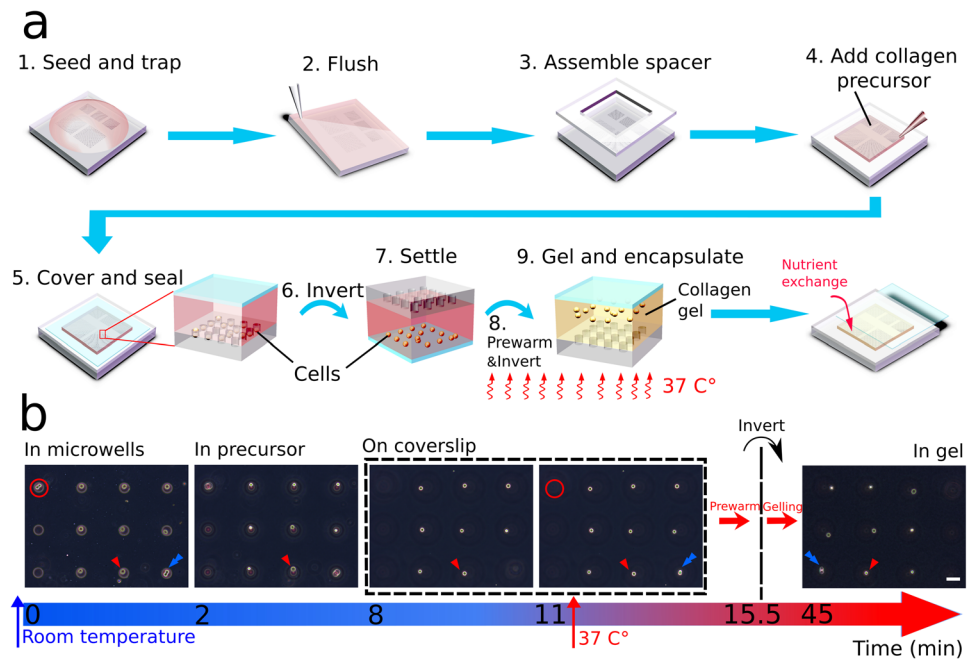 a
1. Seed and trap
2. Flush
3. Assemble spacer
4. Add collagen
precursor
5. Cover and seal
6. Invert
7. Settle
8.
Prewarm
&Invert
9. Gel and encapsulate
Collagen
gel
Cells
37 C°
Nutrient
exchange
b
In microwells
In precursor
On coverslip
Invert
In gel
Prewarm
Gelling
0
2
8
11
15.5
45
Room temperature
37 C°
Time (min)